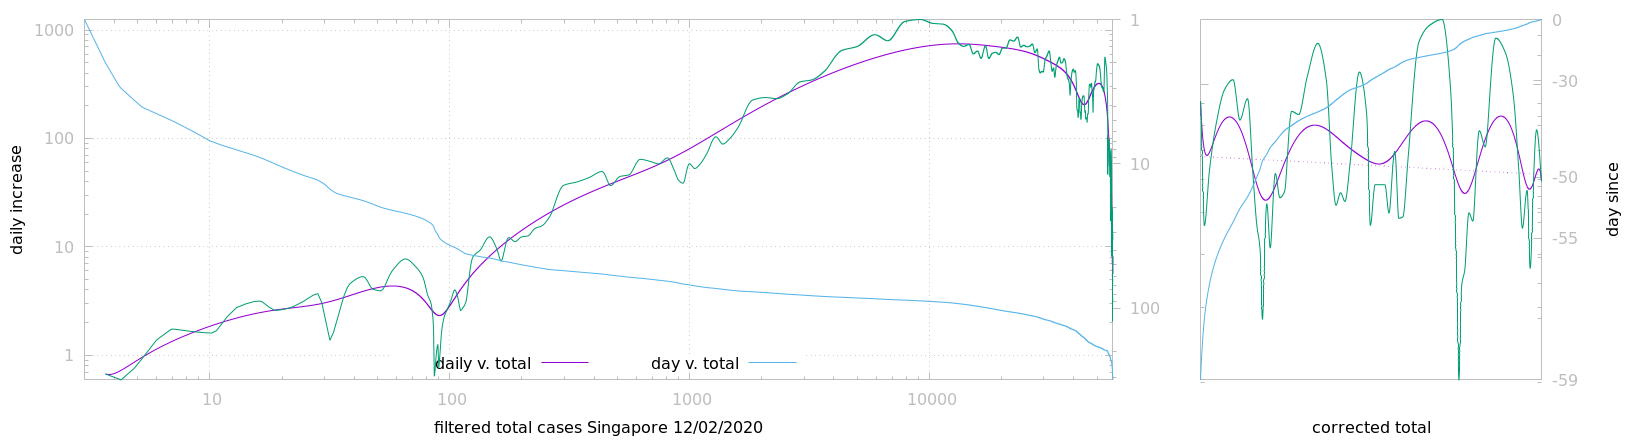 1000
100
10
1
daily increase
10
100
1000
10000
filtered total cases Singapore 12/02/2020
daily v. total
day v. total
1
10
100
0
-30
-50
-55
-59
day since
corrected total